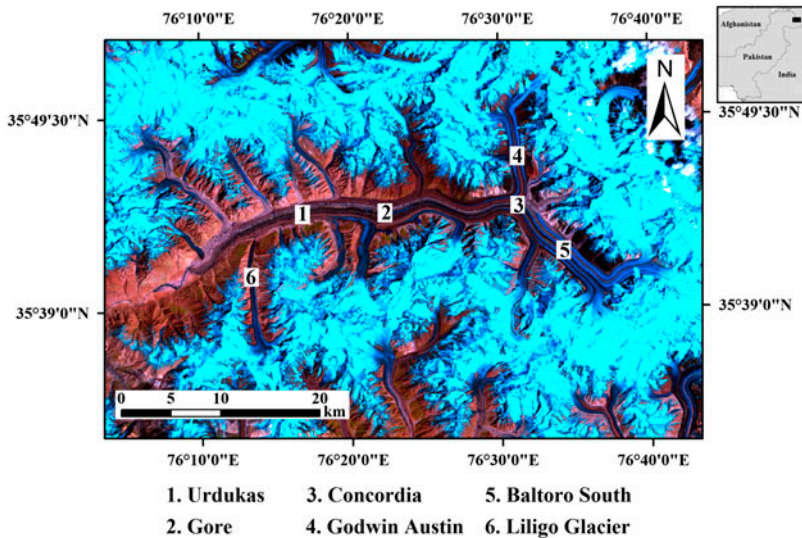 76°10'0"E 76°20'0"E 76°30'0"E 76°40'0"E
Afghanistan
Pakistan
India
N
35°49'30"N
35°49'30"N
4
3
1
2
5
6
35°39'0"N
35°39'0"N
0 5 10 20
km
76°10'0"E 76°20'0"E 76°30'0"E 76°40'0"E
1. Urdukas 3. Concordia 5. Baltoro South
2. Gore 4. Godwin Austin 6. Liligo Glacier